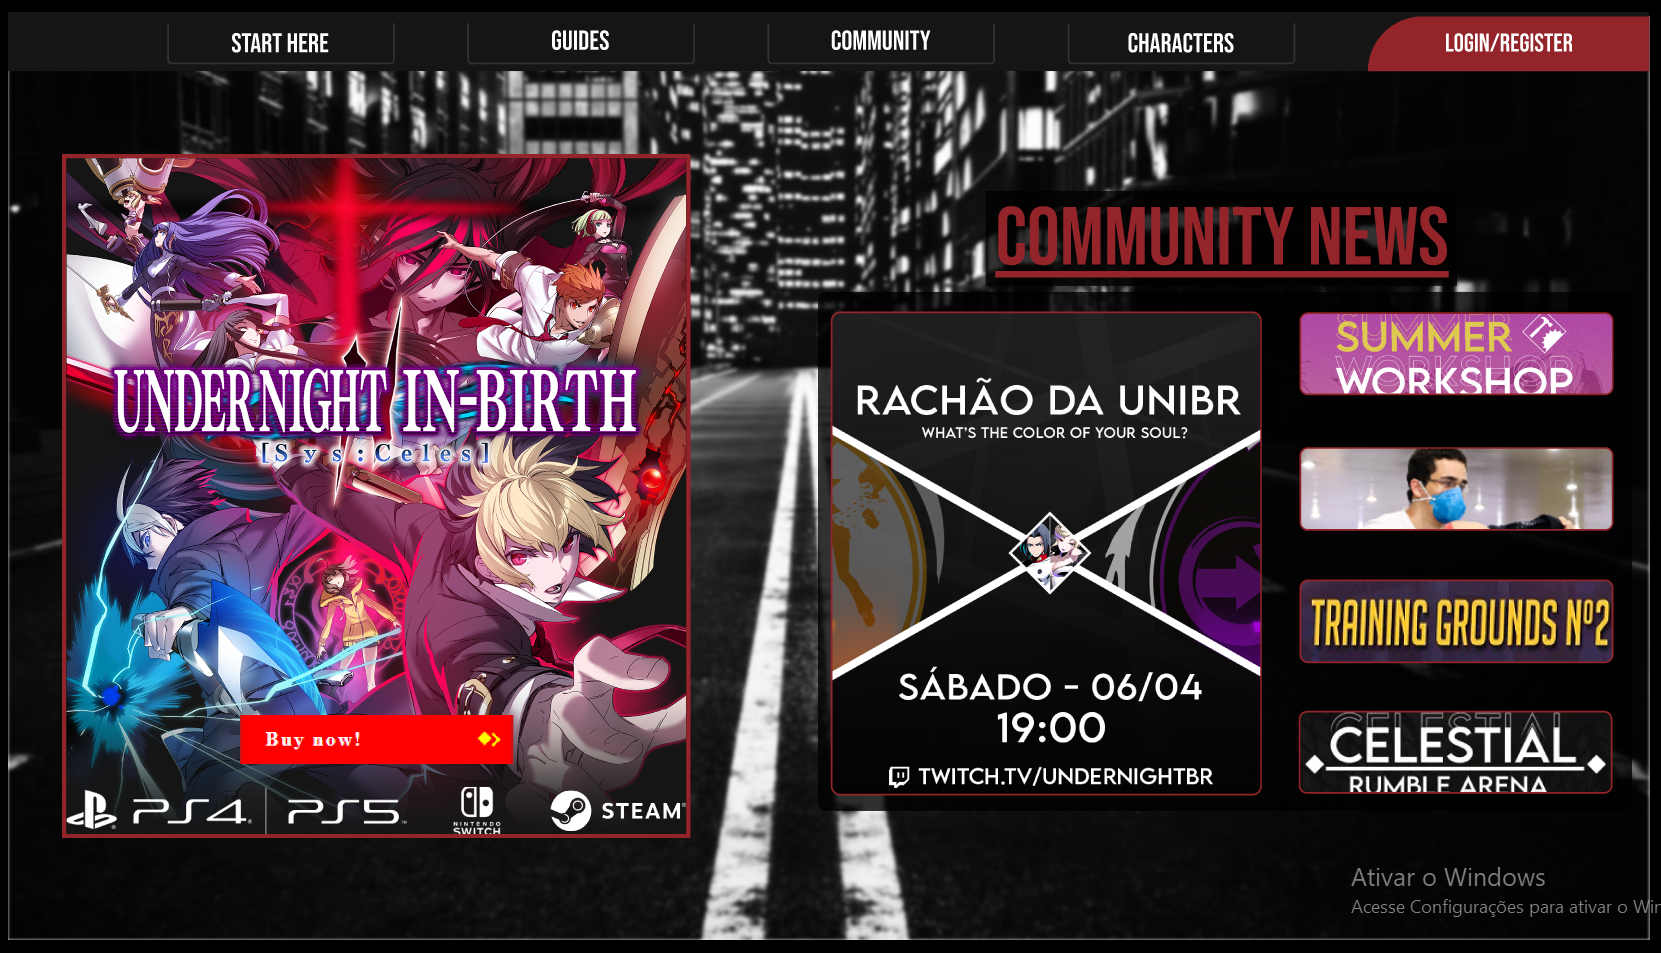 START HERE
GUIDES
COMMUNITY
CHARACTERS
LOGIN/REGISTER
UNDER NIGHT IN-BIRTH
[Sys:Celes]
Buy now!
PS4
PS5
NINTENDO
SWITCH
STEAM
COMMUNITY NEWS
RACHÃO DA UNIBR
WHAT'S THE COLOR OF YOUR SOUL?
SÁBADO - 06/04
19:00
TWITCH.TV/UNDERNIGHTBR
SUMMER
WORKSHOP
TRAINING GROUNDS Nº2
CELESTIAL
RUMBLE ARENA
Ativar o Windows
Acesse Configurações para ativar o Win